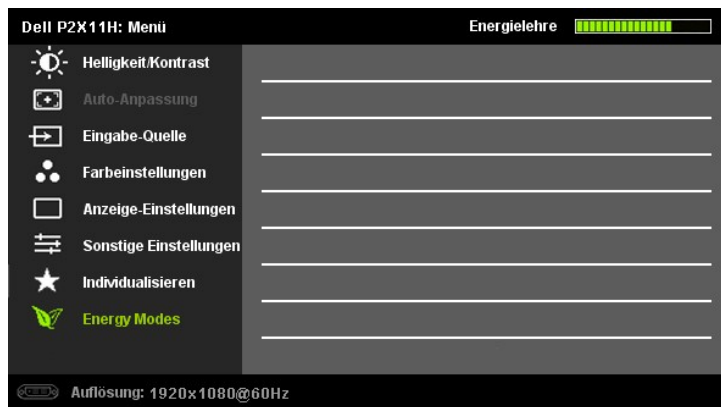 Dell P2X11H: Menü
Energielehre
Helligkeit/Kontrast
Auto-Anpassung
Eingabe-Quelle
Farbeinstellungen
Anzeige-Einstellungen
Sonstige Einstellungen
Individualisieren
Energy Modes
Auflösung: 1920x1080@60Hz